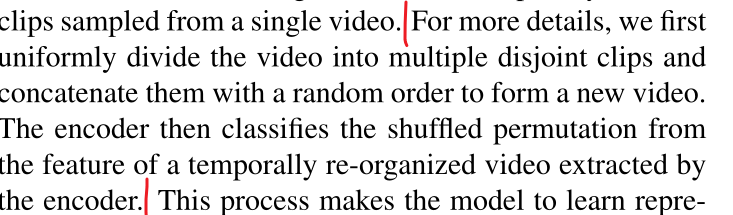 clips sampled from a single video. For more details, we first
uniformly divide the video into multiple disjoint clips and
concatenate them with a random order to form a new video.
The encoder then classifies the shuffled permutation from
the feature of a temporally re-organized video extracted by
the encoder. This process makes the model to learn repre-